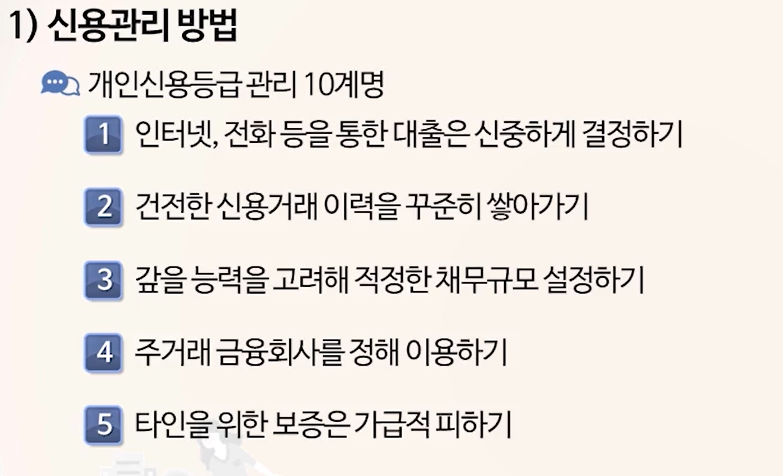 1) 신용관리 방법
개인신용등급 관리 10계명
1 인터넷, 전화 등을 통한 대출은 신중하게 결정하기
2 건전한 신용거래 이력을 꾸준히 쌓아가기
3 갚을 능력을 고려해 적정한 채무규모 설정하기
4 주거래 금융회사를 정해 이용하기
5 타인을 위한 보증은 가급적 피하기